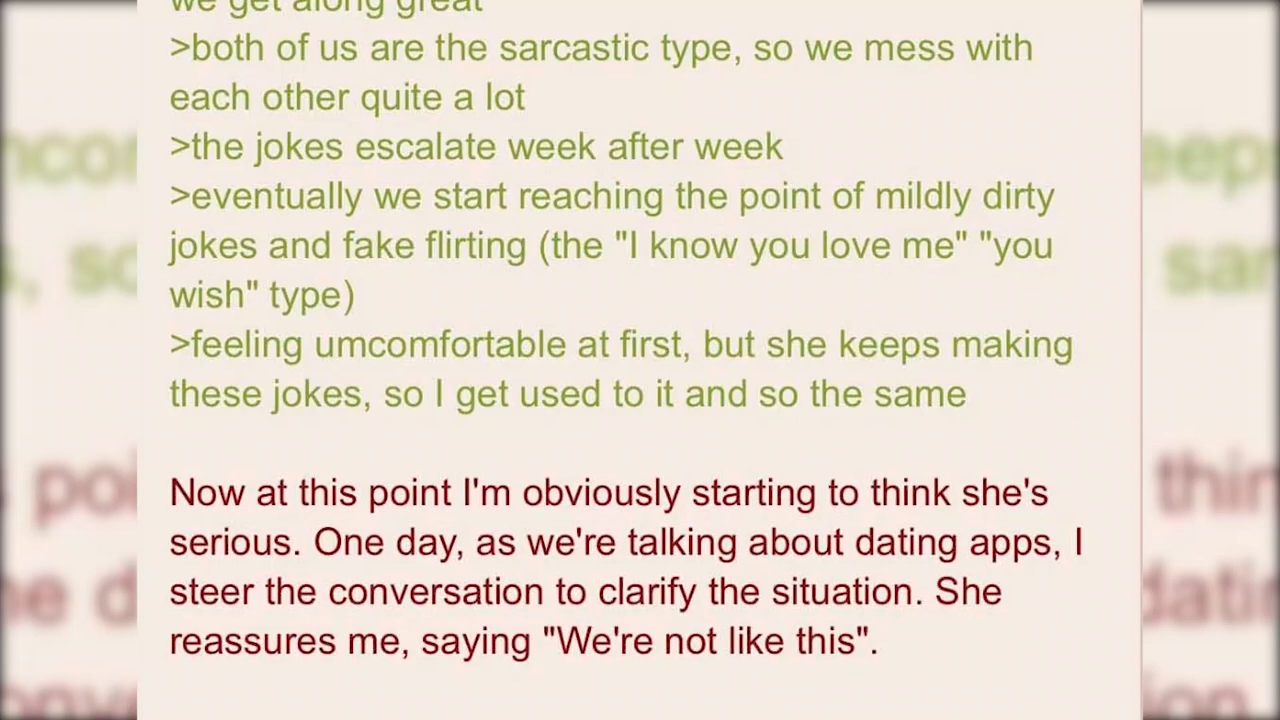 we get along great
>both of us are the sarcastic type, so we mess with
each other quite a lot
>the jokes escalate week after week
>eventually we start reaching the point of mildly dirty
jokes and fake flirting (the "I know you love me" "you
wish" type)
>feeling umcomfortable at first, but she keeps making
these jokes, so I get used to it and so the same
Now at this point I'm obviously starting to think she's
serious. One day, as we're talking about dating apps, I
steer the conversation to clarify the situation. She
reassures me, saying "We're not like this".